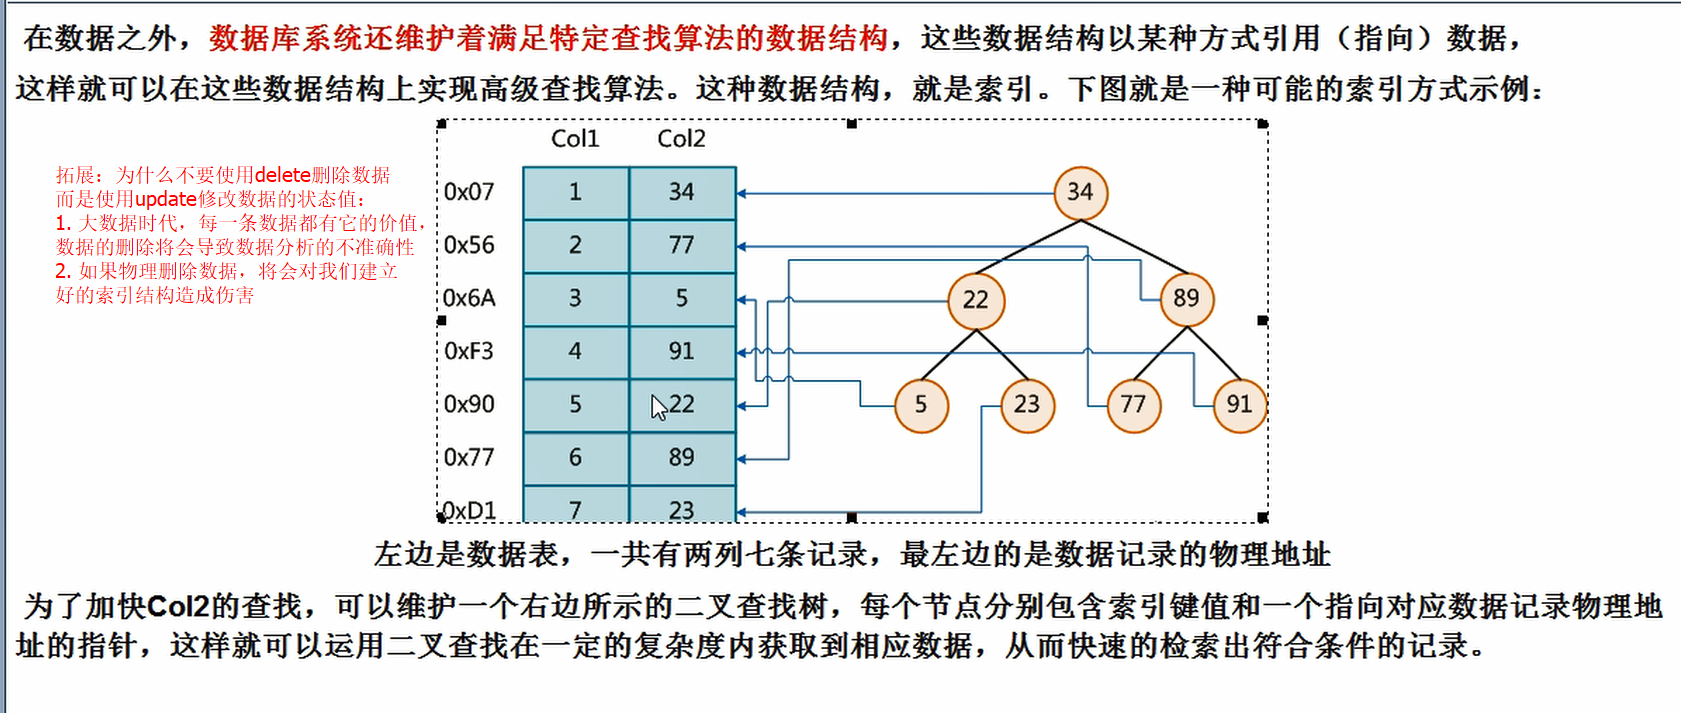 在数据之外，数据库系统还维护着满足特定查找算法的数据结构，这些数据结构以某种方式引用（指向）数据，
这样就可以在这些数据结构上实现高级查找算法。这种数据结构，就是索引。下图就是一种可能的索引方式示例：
拓展：为什么不要使用delete删除数据
而是使用update修改数据的状态值：
1. 大数据时代，每一条数据都有它的价值，
数据的删除将会导致数据分析的不准确性
2. 如果物理删除数据，将会对我们建立
好的索引结构造成伤害
Col1 Col2
0x07 1 34
0x56 2 77
0x6A 3 5
0xF3 4 91
0x90 5 22
0x77 6 89
0xD1 7 23
34
22 89
5 23 77 91
左边是数据表，一共有两列七条记录，最左边的是数据记录的物理地址
为了加快Col2的查找，可以维护一个右边所示的二叉查找树，每个节点分别包含索引键值和一个指向对应数据记录物理地
址的指针，这样就可以运用二叉查找在一定的复杂度内获取到相应数据，从而快速的检索出符合条件的记录。